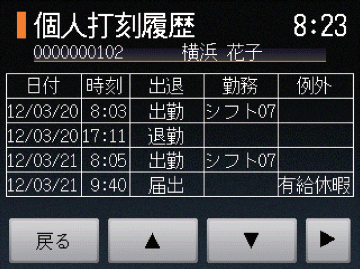 個人打刻履歴 8:23
0000000102 横浜 花子
日付 時刻 出退 勤務 例外
12/03/20 8:03 出勤 シフト07
12/03/20 17:11 退勤
12/03/21 8:05 出勤 シフト07
12/03/21 9:40 届出 有給休暇
戻る ▲ ▼ ▶